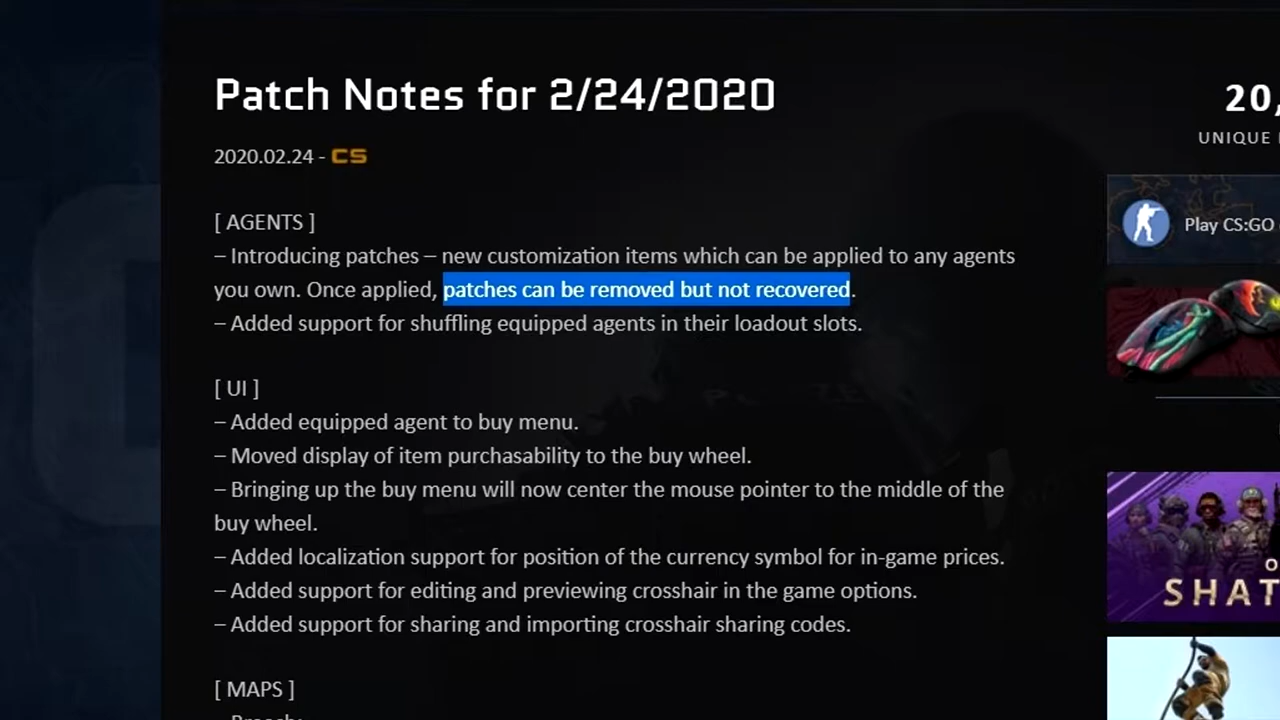 Patch Notes for 2/24/2020
2020.02.24 - CS
[ AGENTS ]
– Introducing patches – new customization items which can be applied to any agents
you own. Once applied, patches can be removed but not recovered.
– Added support for shuffling equipped agents in their loadout slots.
[ UI ]
– Added equipped agent to buy menu.
– Moved display of item purchasability to the buy wheel.
– Bringing up the buy menu will now center the mouse pointer to the middle of the
buy wheel.
– Added localization support for position of the currency symbol for in-game prices.
– Added support for editing and previewing crosshair in the game options.
– Added support for sharing and importing crosshair sharing codes.
[ MAPS ]
– Breach:
20,
UNIQUE
Play CS:GO
O
SHAT